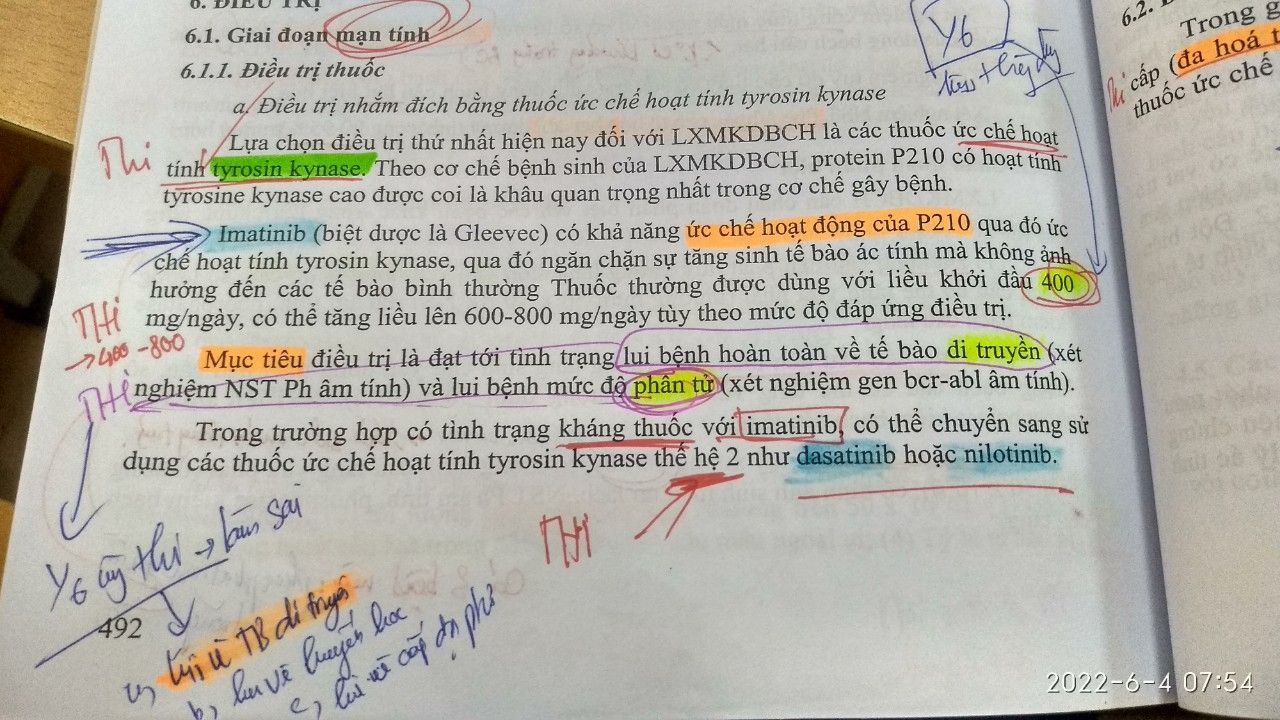 6. ĐIỀU TRỊ
6.1. Giai đoạn mạn tính
6.1.1. Điều trị thuốc
a. Điều trị nhắm đích bằng thuốc ức chế hoạt tính tyrosin kynase
Lựa chọn điều trị thứ nhất hiện nay đối với LXMKDBCH là các thuốc ức chế hoạt
tính tyrosin kynase. Theo cơ chế bệnh sinh của LXMKDBCH, protein P210 có hoạt tính
tyrosine kynase cao được coi là khâu quan trọng nhất trong cơ chế gây bệnh.
Imatinib (biệt dược là Gleevec) có khả năng ức chế hoạt động của P210 qua đó ức
chế hoạt tính tyrosin kynase, qua đó ngăn chặn sự tăng sinh tế bào ác tính mà không ảnh
hưởng đến các tế bào bình thường Thuốc thường được dùng với liều khởi đầu 400
mg/ngày, có thể tăng liều lên 600-800 mg/ngày tùy theo mức độ đáp ứng điều trị.
Mục tiêu điều trị là đạt tới tình trạng lui bệnh hoàn toàn về tế bào di truyền (xét
nghiệm NST Ph âm tính) và lui bệnh mức độ phân tử (xét nghiệm gen bcr-abl âm tính).
Trong trường hợp có tình trạng kháng thuốc với imatinib, có thể chuyển sang sử
dụng các thuốc ức chế hoạt tính tyrosin kynase thế hệ 2 như dasatinib hoặc nilotinib.
492
Y6
Thi
THi
→400 -800
THi
THi
Y6 thi →
TB di truyền
b, lui về huyết học
c, lui về
6.2.
Trong g
cấp (đa hoá t
thuốc ức chế
2022-6-4 07:54